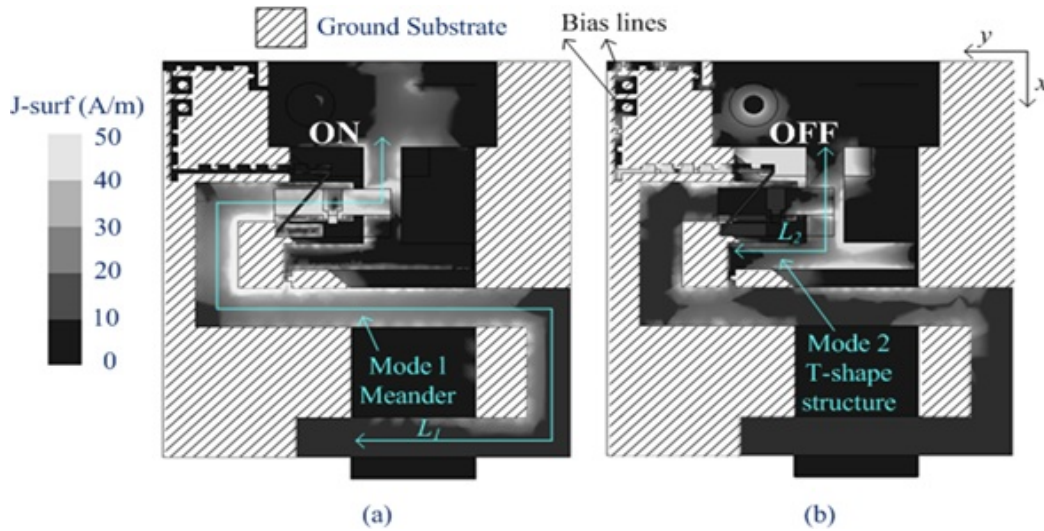 Ground Substrate
Bias lines
y
x
J-surf (A/m)
50
40
30
20
10
0
ON
Mode 1
Meander
L1
(a)
OFF
L2
Mode 2
T-shape
structure
(b)